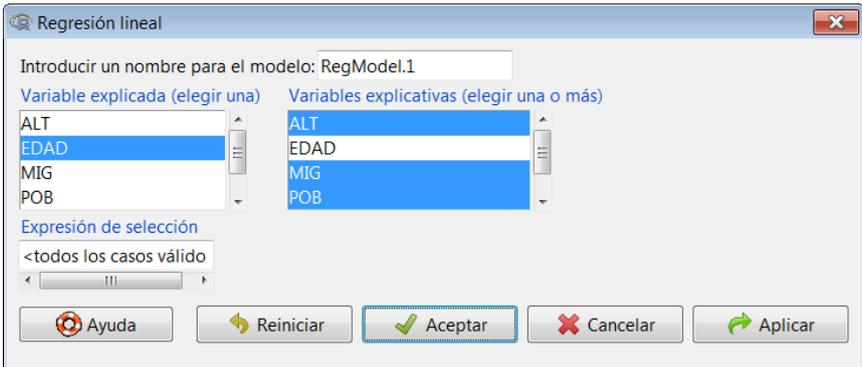 Regresión lineal
Introducir un nombre para el modelo: RegModel.1
Variable explicada (elegir una) Variables explicativas (elegir una o más)
ALT ALT
EDAD EDAD
MIG MIG
POB POB
Expresión de selección
<todos los casos válido
Ayuda Reiniciar Aceptar Cancelar Aplicar